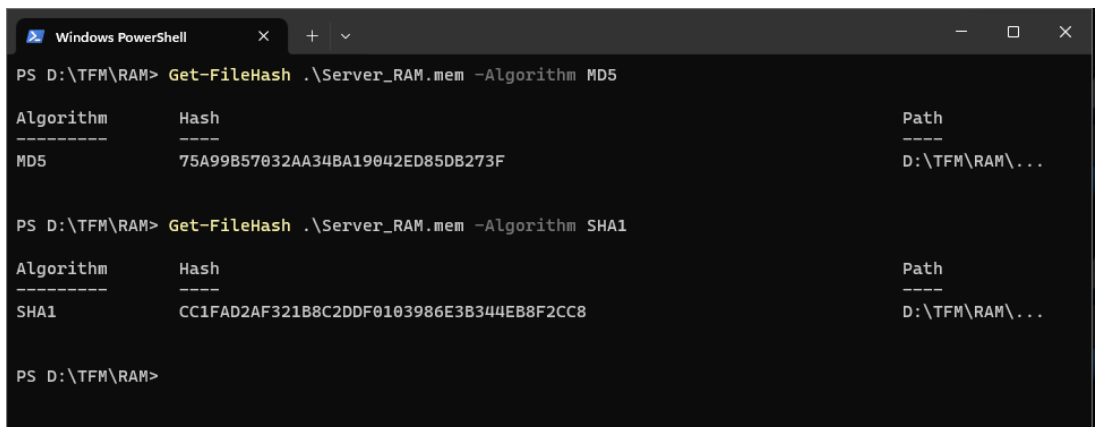 Windows PowerShell
PS D:\TFM\RAM> Get-FileHash .\Server_RAM.mem -Algorithm MD5
Algorithm Hash Path
--------- ---- ----
MD5 75A99B57032AA34BA19042ED85DB273F D:\TFM\RAM\...
PS D:\TFM\RAM> Get-FileHash .\Server_RAM.mem -Algorithm SHA1
Algorithm Hash Path
--------- ---- ----
SHA1 CC1FAD2AF321B8C2DDF0103986E3B344EB8F2CC8 D:\TFM\RAM\...
PS D:\TFM\RAM>